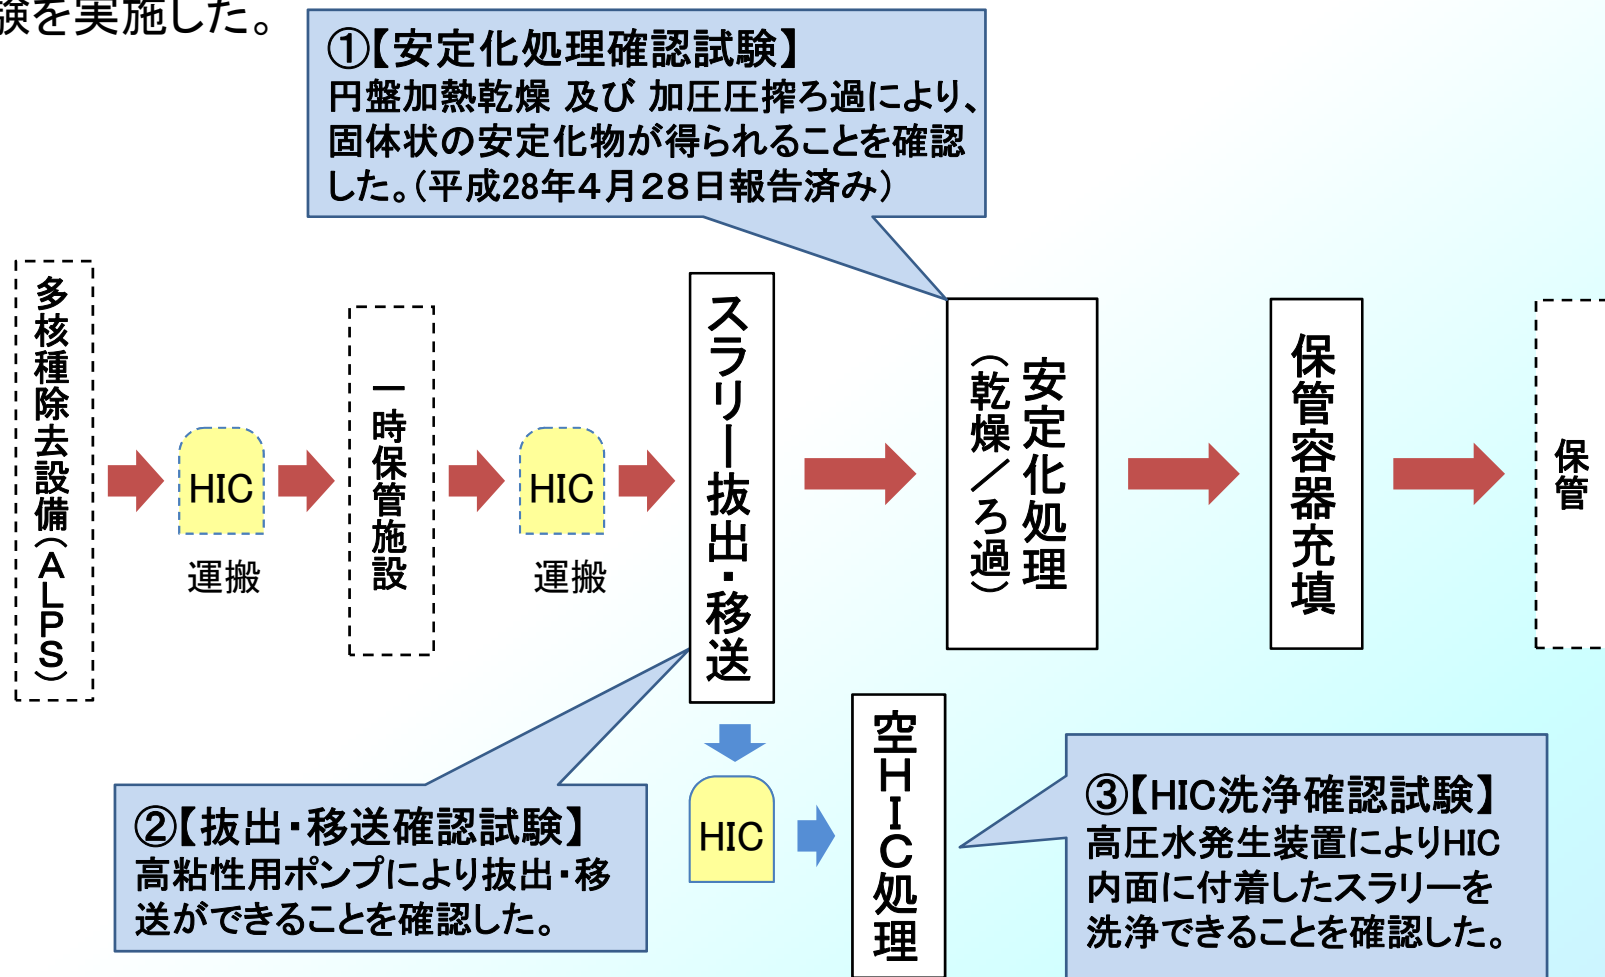 験を実施した。
①【安定化処理確認試験】
円盤加熱乾燥 及び 加圧圧搾ろ過により、
固体状の安定化物が得られることを確認
した。(平成28年4月28日報告済み)
多核種除去設備(ALPS)
HIC
運搬
一時保管施設
HIC
運搬
スラリー抜出・移送
安定化処理
(乾燥/ろ過)
保管容器充填
保管
HIC
空HIC処理
②【抜出・移送確認試験】
高粘性用ポンプにより抜出・移
送ができることを確認した。
③【HIC洗浄確認試験】
高圧水発生装置によりHIC
内面に付着したスラリーを
洗浄できることを確認した。